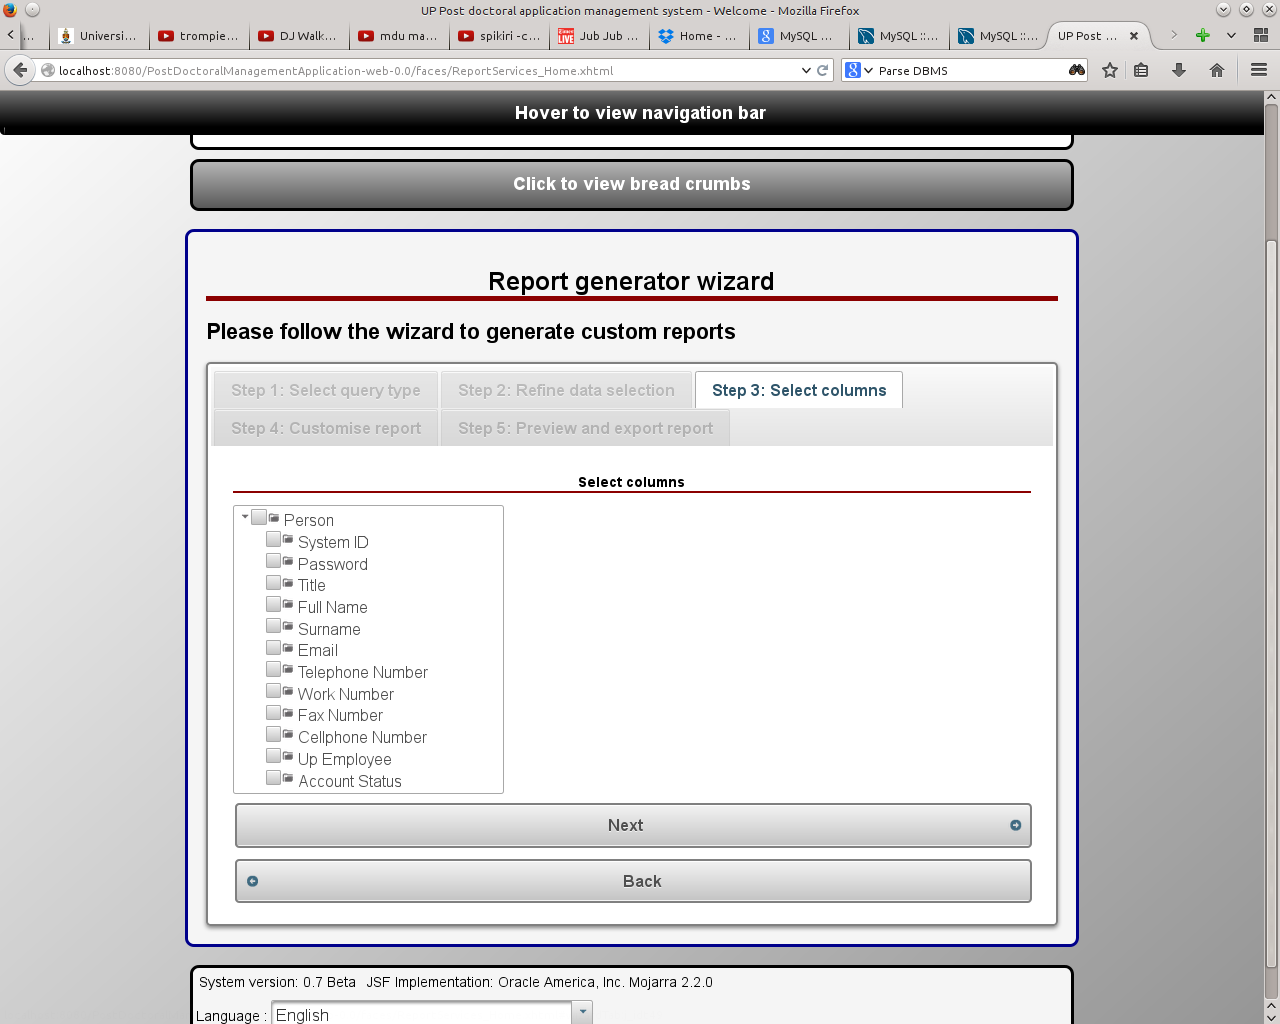 UP Post doctoral application management system - Welcome - Mozilla Firefox
... Universi... trompie... DJ Walk... mdu ma... spikiri -c... Jub Jub ... Home - ... MySQL ... MySQL ::... MySQL ::... UP Post ...
localhost:8080/PostDoctoralManagementApplication-web-0.0/faces/ReportServices_Home.xhtml Parse DBMS
Hover to view navigation bar
Click to view bread crumbs
Report generator wizard
Please follow the wizard to generate custom reports
Step 1: Select query type Step 2: Refine data selection Step 3: Select columns
Step 4: Customise report Step 5: Preview and export report
Select columns
Person
System ID
Password
Title
Full Name
Surname
Email
Telephone Number
Work Number
Fax Number
Cellphone Number
Up Employee
Account Status
Next
Back
System version: 0.7 Beta JSF Implementation: Oracle America, Inc. Mojarra 2.2.0
Language : English